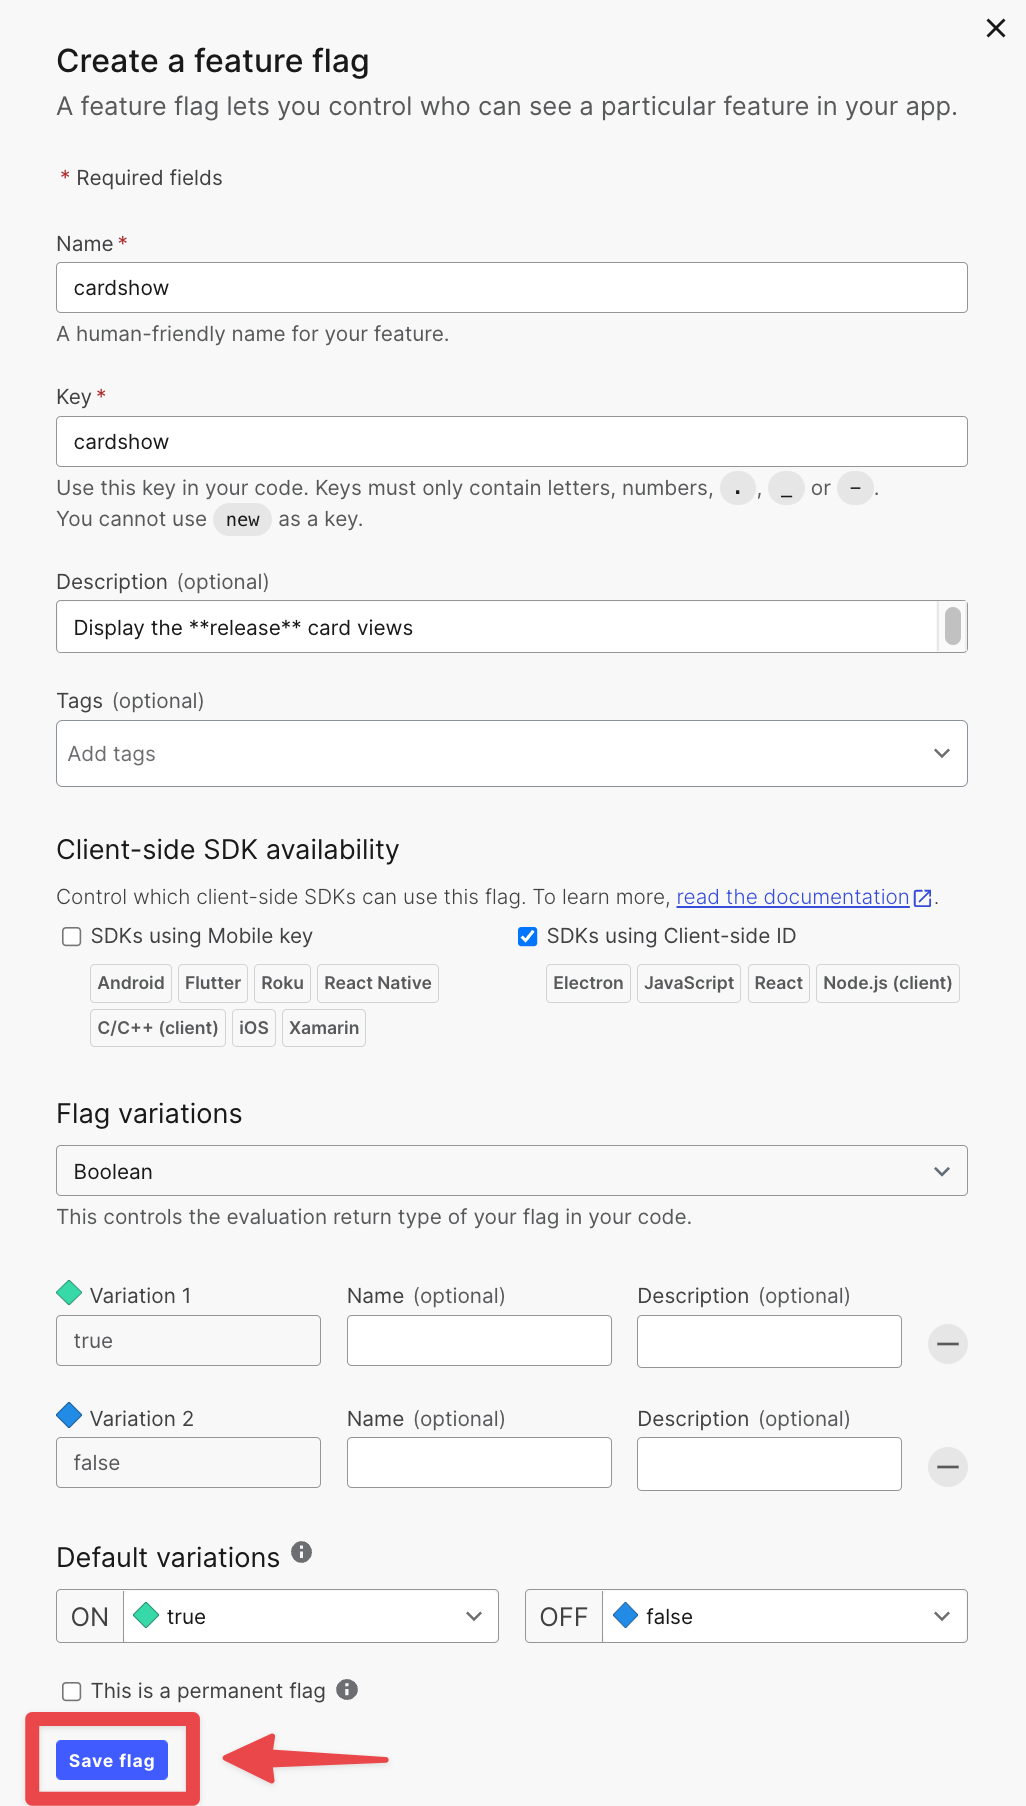 Create a feature flag
A feature flag lets you control who can see a particular feature in your app.
* Required fields
Name *
cardshow
A human-friendly name for your feature.
Key *
cardshow
Use this key in your code. Keys must only contain letters, numbers, . , _ or - .
You cannot use new as a key.
Description (optional)
Display the **release** card views
Tags (optional)
Add tags
Client-side SDK availability
Control which client-side SDKs can use this flag. To learn more, read the documentation .
SDKs using Mobile key
Android Flutter Roku React Native
C/C++ (client) iOS Xamarin
SDKs using Client-side ID
Electron JavaScript React Node.js (client)
Flag variations
Boolean
This controls the evaluation return type of your flag in your code.
Variation 1 Name (optional) Description (optional)
true
Variation 2 Name (optional) Description (optional)
false
Default variations
ON true OFF false
This is a permanent flag
Save flag